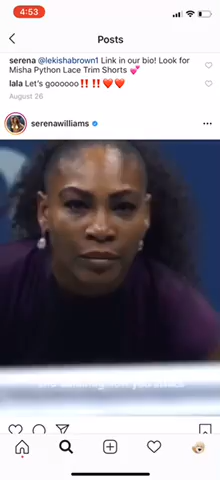 4:53
Posts
serena @lekishabrown1 Link in our bio! Look for
Misha Python Lace Trim Shorts 💕
lala Let's gooooo‼️‼️❤️❤️
August 26
serenawilliams